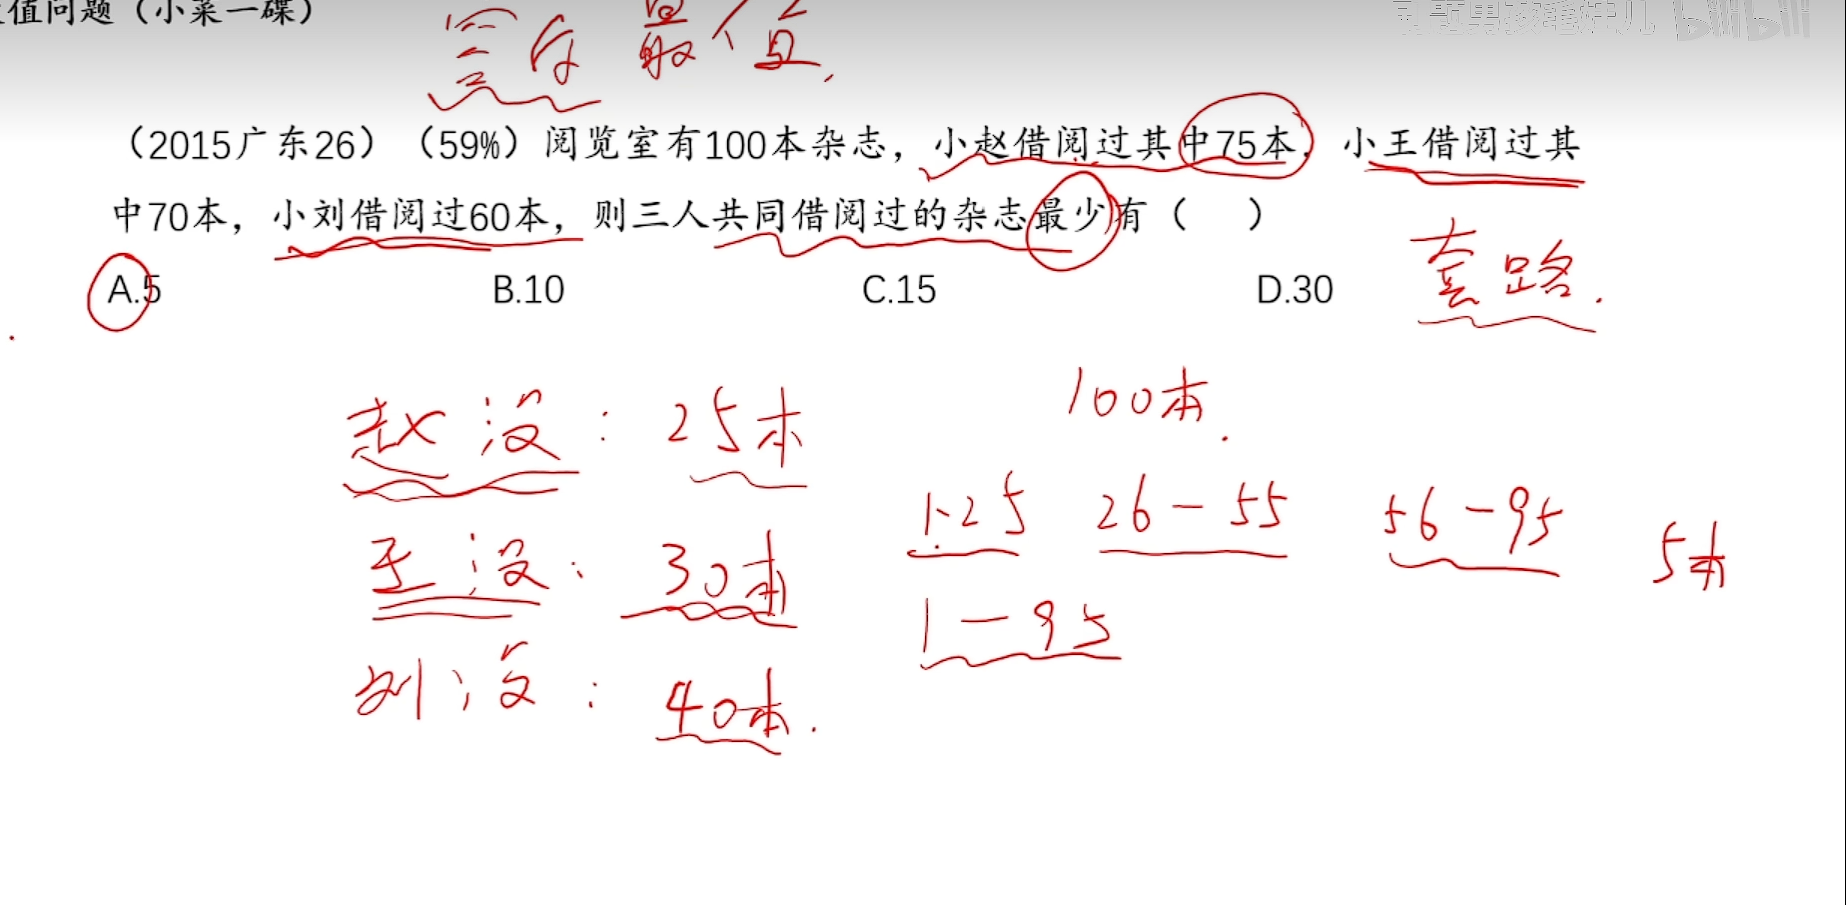 值问题（小菜一碟）
容斥最值
（2015广东26）（59%）阅览室有100本杂志，小赵借阅过其中75本，小王借阅过其
中70本，小刘借阅过60本，则三人共同借阅过的杂志最少有（ ）
A.5 B.10 C.15 D.30
套路.
100本.
赵没：25本
1-25 26-55 56-95 5本
王没：30本
1-95
刘没：40本.
bilibili